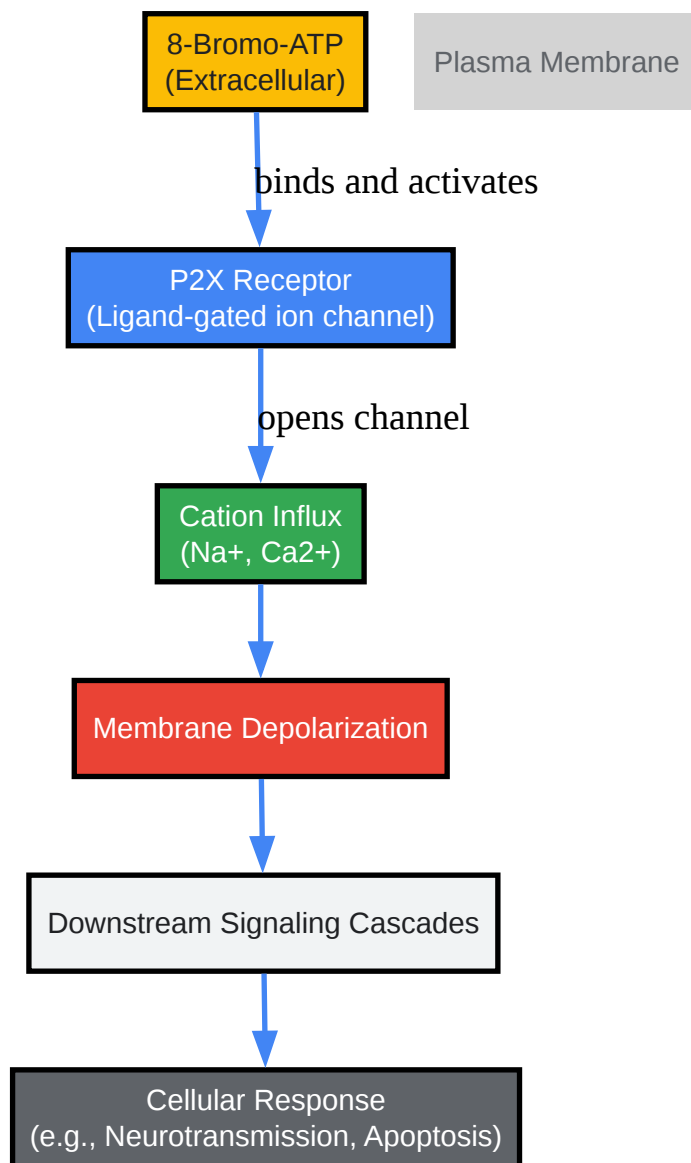 8-Bromo-ATP
(Extracellular)
Plasma Membrane
binds and activates
P2X Receptor
(Ligand-gated ion channel)
opens channel
Cation Influx
(Na+, Ca2+)
Membrane Depolarization
Downstream Signaling Cascades
Cellular Response
(e.g., Neurotransmission, Apoptosis)